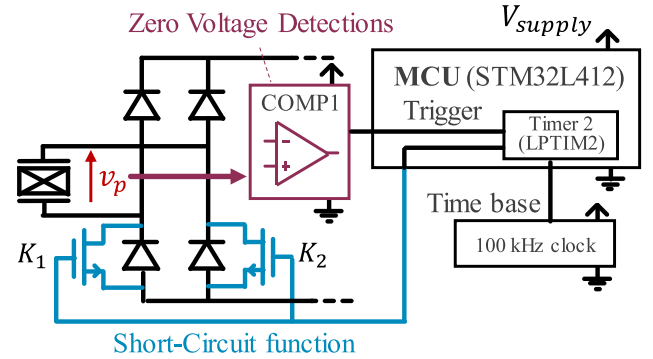 Zero Voltage Detections
V_supply
MCU (STM32L412)
COMP1
Trigger
Timer 2
(LPTIM2)
v_p
-
+
Time base
K_1
K_2
100 kHz clock
Short-Circuit function